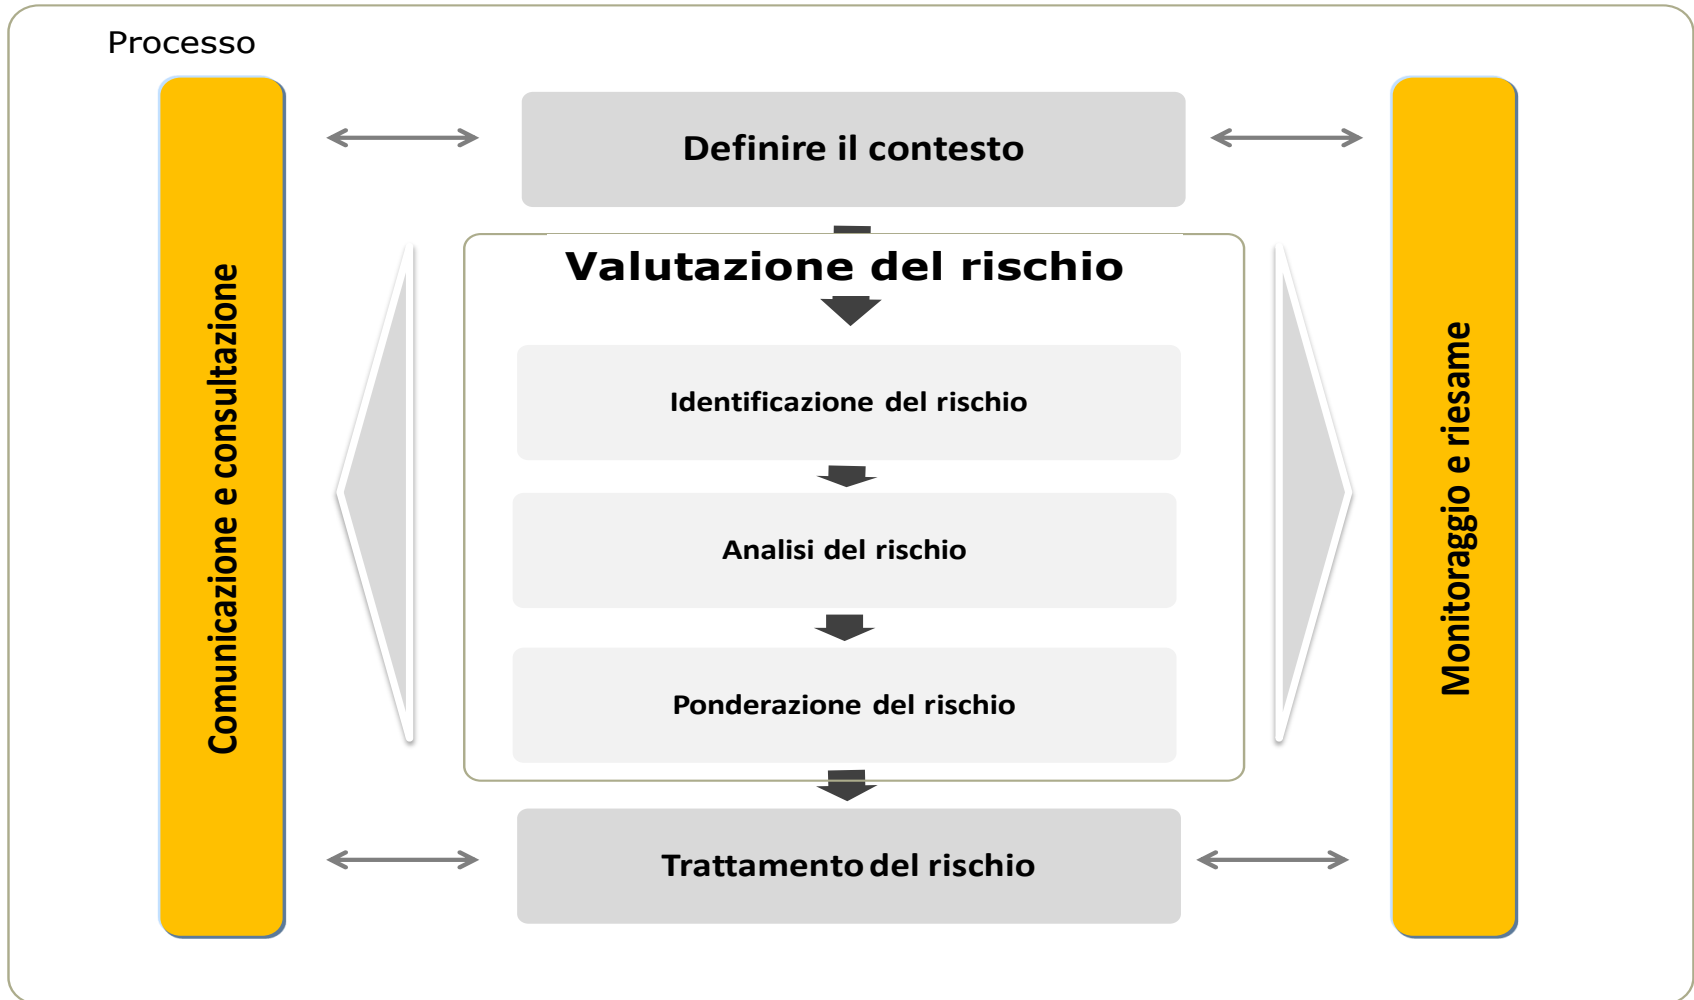 Processo
Comunicazione e consultazione
Definire il contesto
Valutazione del rischio
Identificazione del rischio
Analisi del rischio
Ponderazione del rischio
Trattamento del rischio
Monitoraggio e riesame